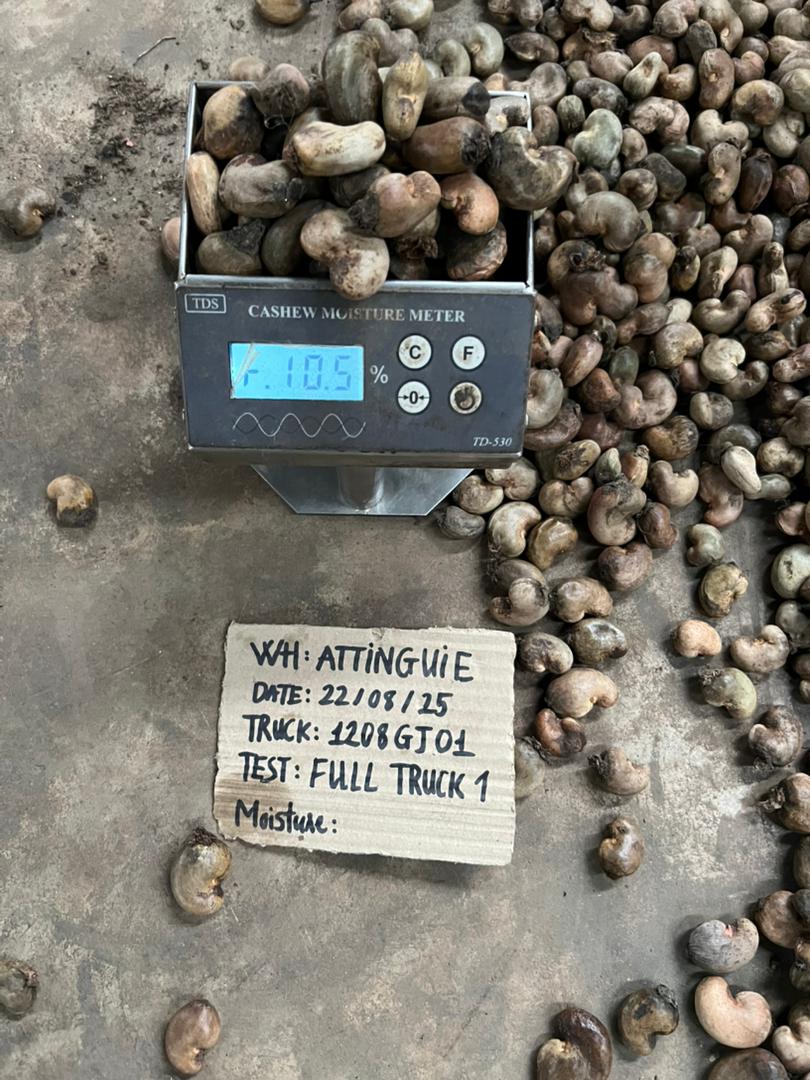 TDS
CASHEW MOISTURE METER
r.10.5 %
C F
→0←
TD-530
WH: ATTiNGUiE
DATE: 22/08/25
TRUCK: 1208GJ01
TEST: FULL TRUCK 1
Moisture: